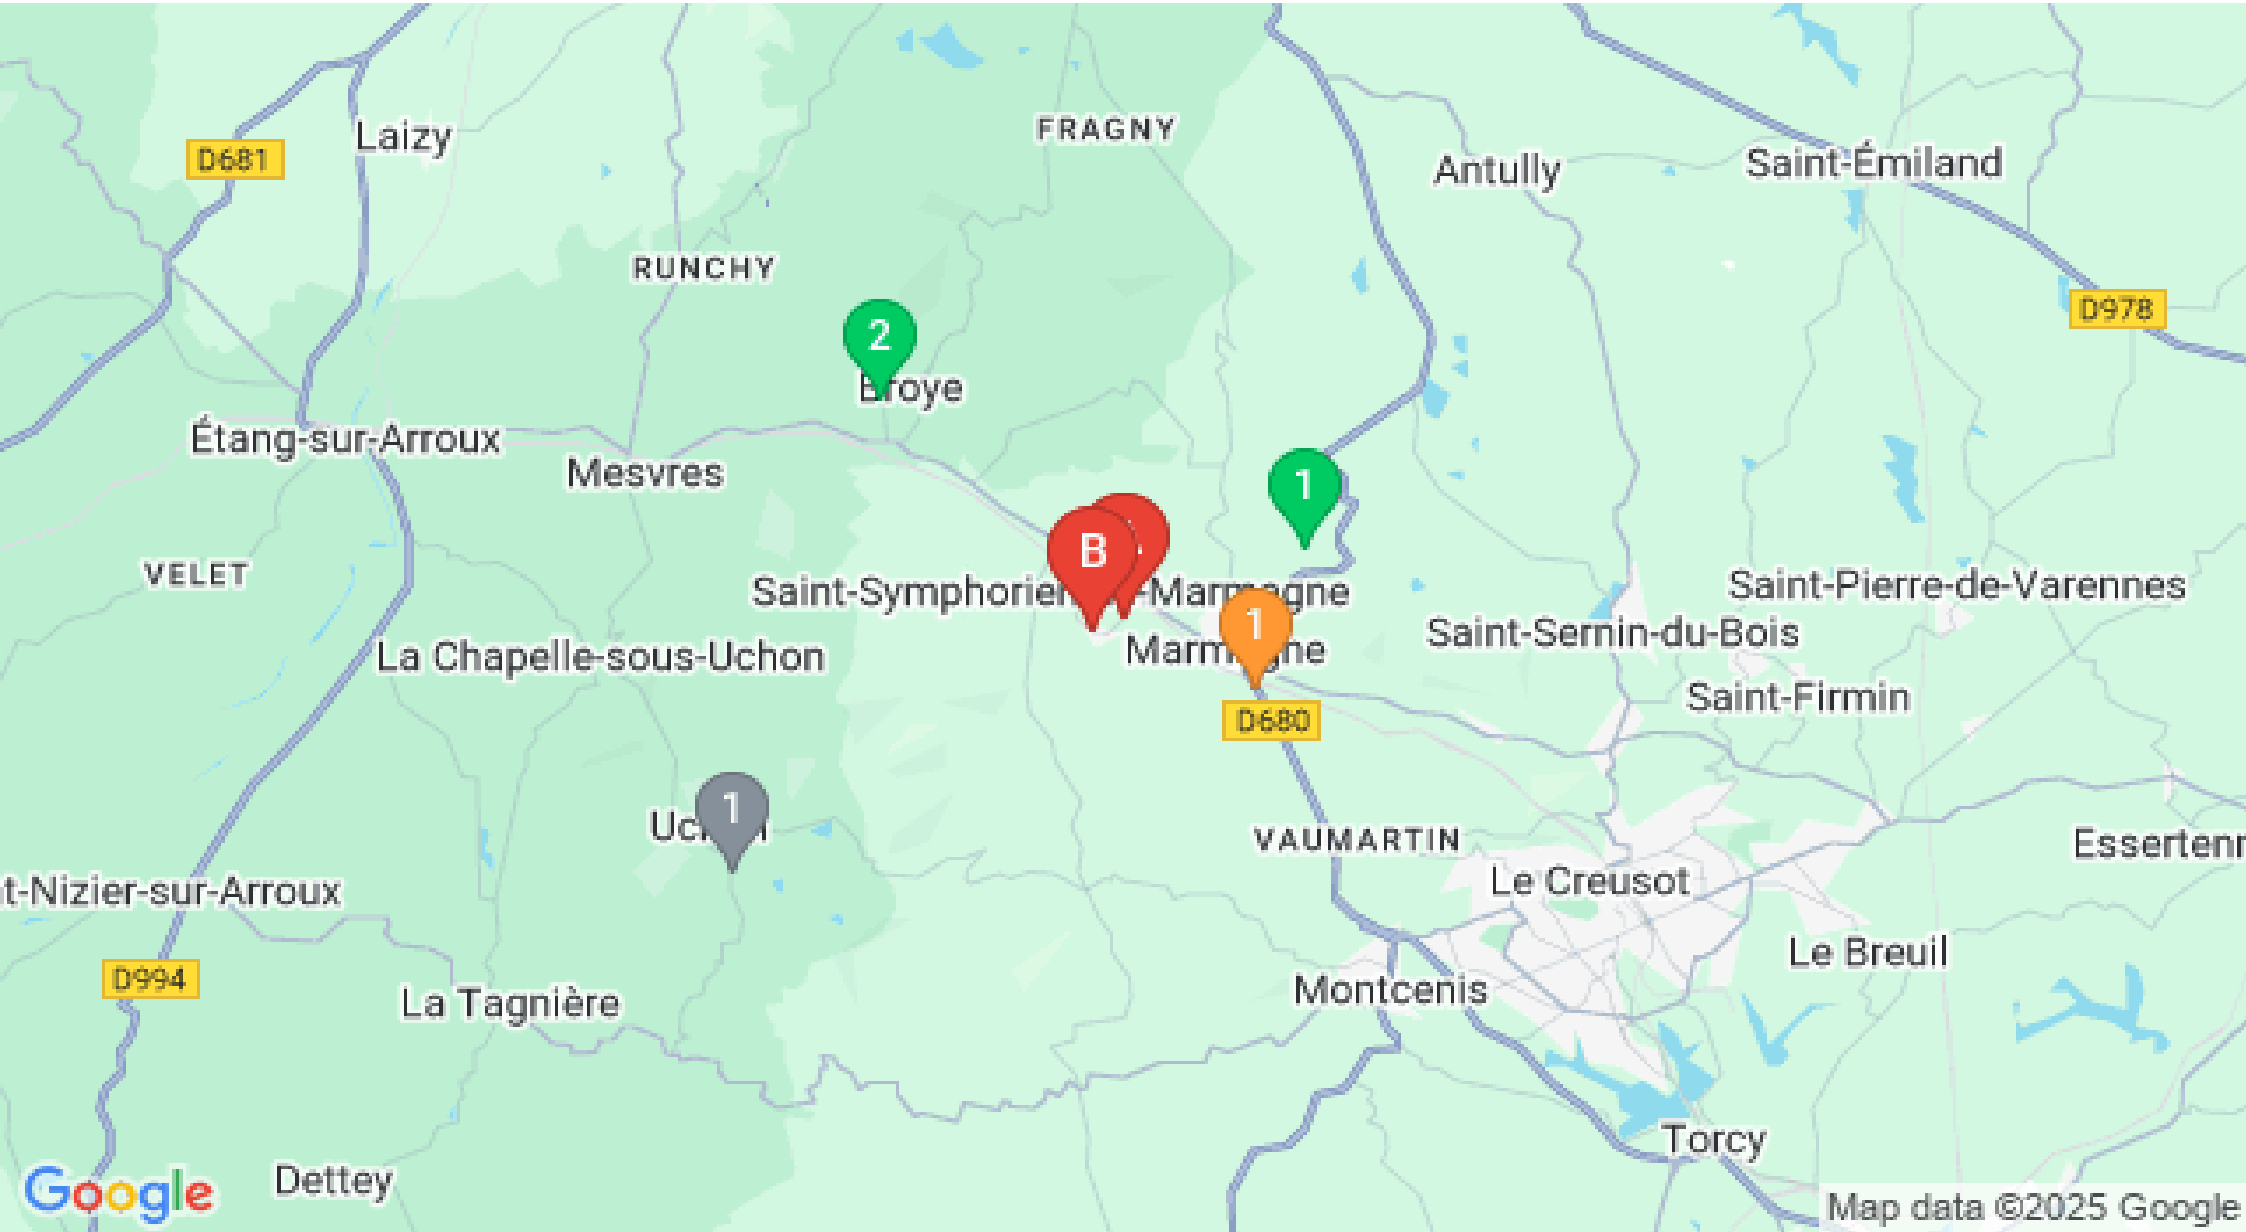 FRAGNY
Laizy
D681
Antully
Saint-Émiland
RUNCHY
D978
2
Broye
Étang-sur-Arroux
Mesvres
1
B
VELET
Saint-Pierre-de-Varennes
1
Saint-Sernin-du-Bois
La Chapelle-sous-Uchon
Saint-Firmin
D680
1
VAUMARTIN
Le Creusot
t-Nizier-sur-Arroux
Le Breuil
D994
Montcenis
La Tagnière
Torcy
Dettey
Google
Map data ©2025 Google